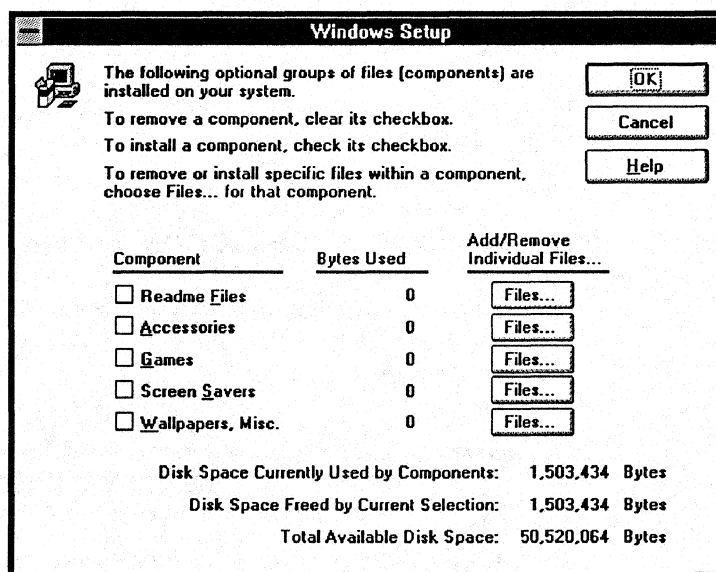 Windows Setup
The following optional groups of files (components) are
installed on your system.
To remove a component, clear its checkbox.
To install a component, check its checkbox.
To remove or install specific files within a component,
choose Files... for that component.
OK
Cancel
Help
Component Bytes Used Add/Remove
Individual Files...
Readme Files 0 Files...
Accessories 0 Files...
Games 0 Files...
Screen Savers 0 Files...
Wallpapers, Misc. 0 Files...
Disk Space Currently Used by Components: 1,503,434 Bytes
Disk Space Freed by Current Selection: 1,503,434 Bytes
Total Available Disk Space: 50,520,064 Bytes